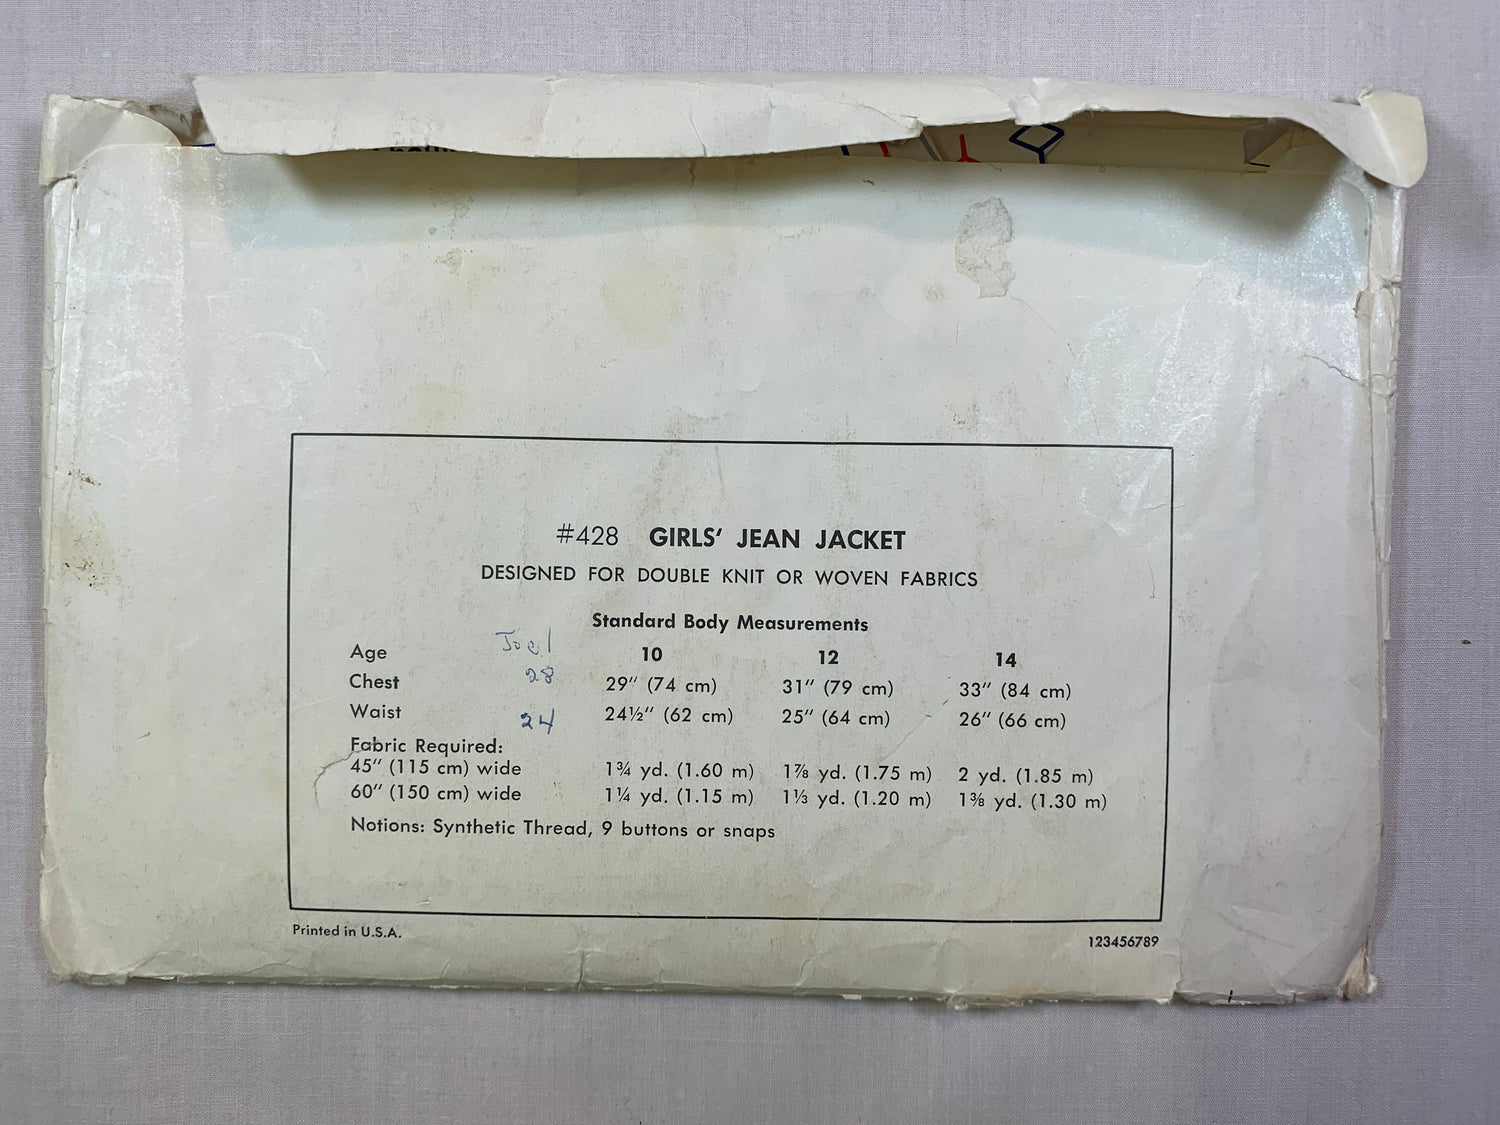 #428 GIRLS' JEAN JACKET
DESIGNED FOR DOUBLE KNIT OR WOVEN FABRICS
Standard Body Measurements
Age Joel 10 12 14
Chest 28 29" (74 cm) 31" (79 cm) 33" (84 cm)
Waist 24 24½" (62 cm) 25" (64 cm) 26" (66 cm)
Fabric Required:
45" (115 cm) wide 1¾ yd. (1.60 m) 1⅞ yd. (1.75 m) 2 yd. (1.85 m)
60" (150 cm) wide 1¼ yd. (1.15 m) 1⅓ yd. (1.20 m) 1⅜ yd. (1.30 m)
Notions: Synthetic Thread, 9 buttons or snaps
Printed in U.S.A. 123456789